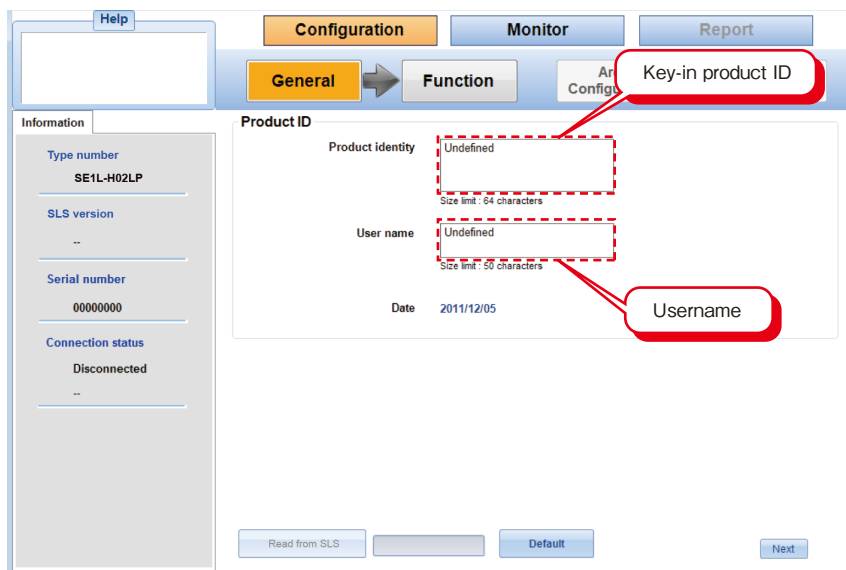 Help
Configuration
Monitor
Report
General
Function
Key-in product ID
Information
Type number
SE1L-H02LP
SLS version
--
Serial number
00000000
Connection status
Disconnected
--
Product ID
Product identity
Undefined
Size limit : 64 characters
User name
Undefined
Size limit : 50 characters
Date
2011/12/05
Username
Read from SLS
Default
Next